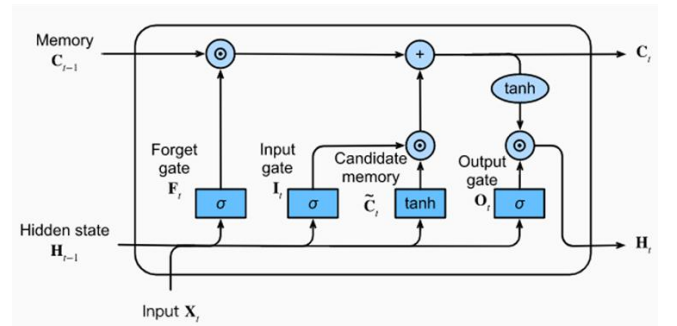 Memory
C_{t-1}
C_t
tanh
Forget
gate
F_t
Input
gate
I_t
Candidate
memory
C̃_t
Output
gate
O_t
σ
σ
tanh
σ
Hidden state
H_{t-1}
H_t
Input X_t